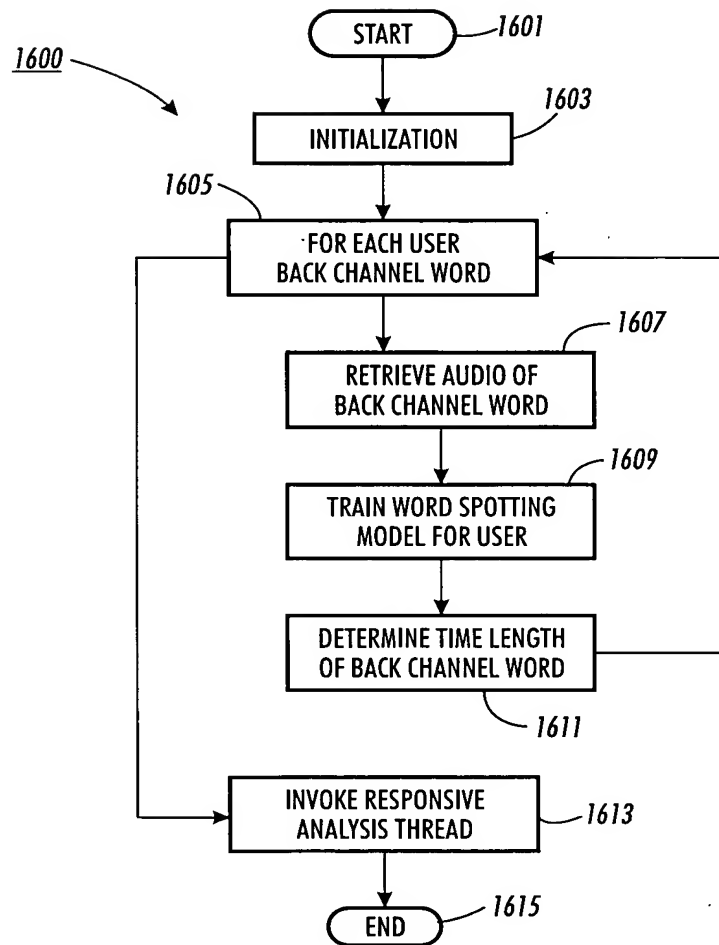 START
1601
1600
1603
INITIALIZATION
1605
FOR EACH USER
BACK CHANNEL WORD
1607
RETRIEVE AUDIO OF
BACK CHANNEL WORD
1609
TRAIN WORD SPOTTING
MODEL FOR USER
DETERMINE TIME LENGTH
OF BACK CHANNEL WORD
1611
INVOKE RESPONSIVE
ANALYSIS THREAD
1613
END
1615